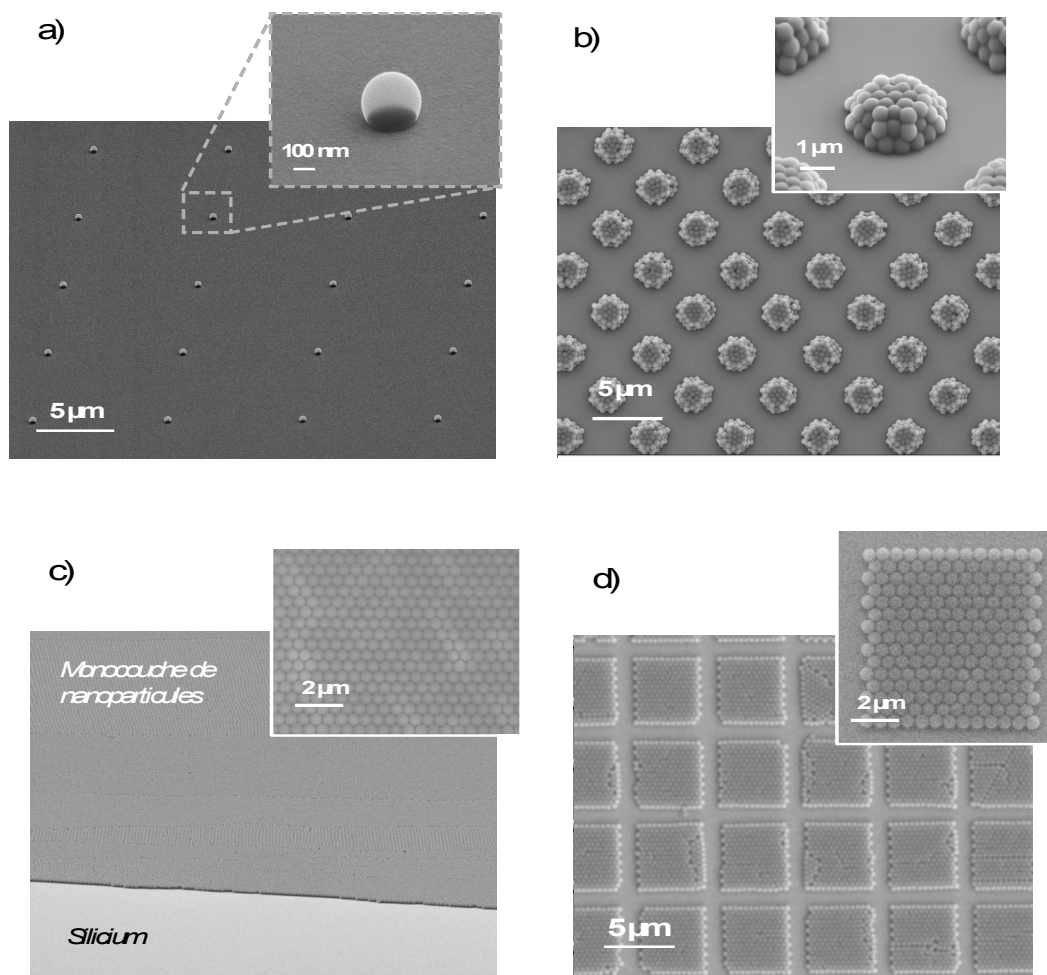 a)
100 nm
5 µm
b)
1 µm
5 µm
c)
Monocouche de
nanoparticules
2 µm
Silicium
d)
2 µm
5 µm